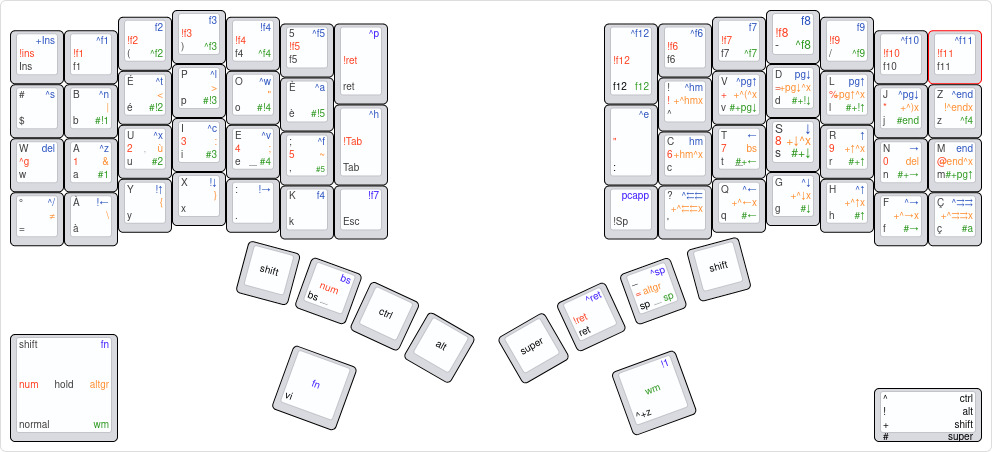 +Ins
!ins
Ins
^f1
!f1
f1
f2
!f2
( ^f2
f3
!f3
) ^f3
!f4
!f4
f4 ^f4
5 ^f5
!f5
f5
^p
!ret
ret
^f12
!f12
f12 f12
^f6
!f6
f6
f7
!f7
f7 ^f7
f8
!f8
- ^f8
f9
!f9
/ ^f9
^f10
!f10
f10
^f11
!f11
f11
# ^s
$
B ^n
|
b #!1
É ^t
<
é #!2
P ^l
>
p #!3
O ^w
"
o #!4
È ^a
è #!5
^h
!Tab
Tab
! ^hm
! +^hmx
^
V ^pg↑
+ +^(^x
v #+pg↓
D pg↓
=+pg↓^x
d #+!↓
L pg↑
%pg↑^x
l #+!↑
J ^pg↓
* +^)x
j #end
Z ^end
!^endx
z ^f4
W del
^g
w
A ^z
1 &
a #1
U ^x
2 . ù
u #2
I ^c
3 :
i #3
E ^v
4 ;
e _ #4
; ^f
5 ~
, #5
^e
"
:
C hm
6+hm^x
c
T ←
7 bs
t #+←
S ↓
8 +↓^x
s #+↓
R ↑
9 +↑^x
r #+↑
N →
0 del
n #+→
M end
@end^x
m#+pg↑
° ^/
≠
=
À !←
\
à
Y !↑
{
y
X !↓
}
x
: !→
.
K f4
k
!f7
Esc
pcapp
!Sp
? ^⇇
+^⇇x
'
Q ^←
+^←x
q #←
G ^↓
+^↓x
g #↓
H ^↑
+^↑x
h #↑
F ^→
+^→x
f #→
Ç ^⇉
+^⇉x
ç #a
shift
bs
num
bs _
ctrl
alt
super
^ret
!ret
ret
^sp
_
= altgr
sp _ sp
shift
fn
vi
!1
wm
^+z
shift fn
num hold altgr
normal wm
^ ctrl
! alt
+ shift
# super